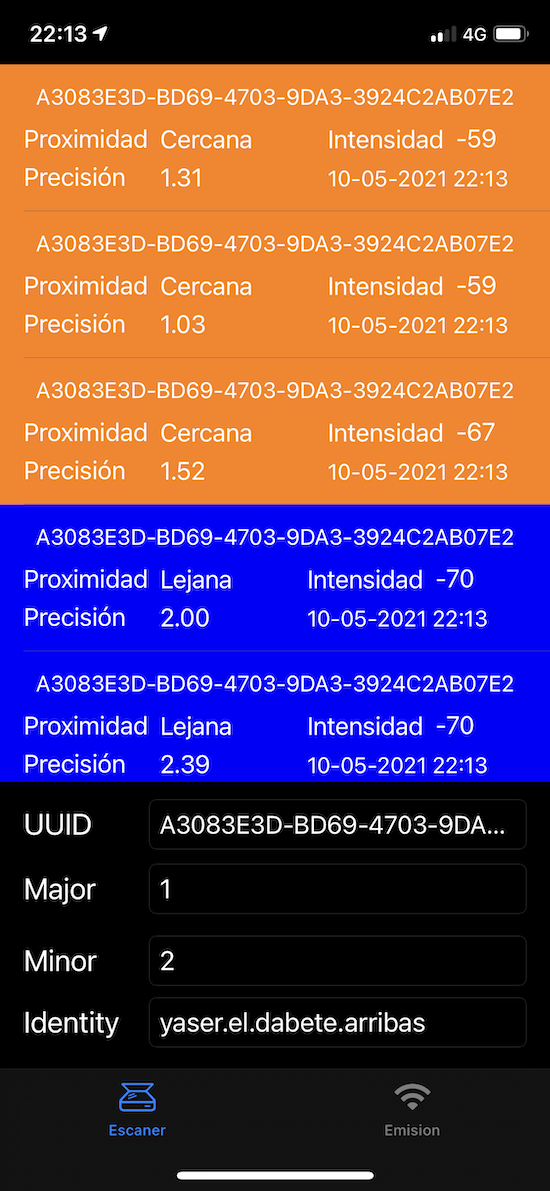 22:13 4G
A3083E3D-BD69-4703-9DA3-3924C2AB07E2
Proximidad Cercana Intensidad -59
Precisión 1.31 10-05-2021 22:13
A3083E3D-BD69-4703-9DA3-3924C2AB07E2
Proximidad Cercana Intensidad -59
Precisión 1.03 10-05-2021 22:13
A3083E3D-BD69-4703-9DA3-3924C2AB07E2
Proximidad Cercana Intensidad -67
Precisión 1.52 10-05-2021 22:13
A3083E3D-BD69-4703-9DA3-3924C2AB07E2
Proximidad Lejana Intensidad -70
Precisión 2.00 10-05-2021 22:13
A3083E3D-BD69-4703-9DA3-3924C2AB07E2
Proximidad Lejana Intensidad -70
Precisión 2.39 10-05-2021 22:13
UUID A3083E3D-BD69-4703-9DA...
Major 1
Minor 2
Identity yaser.el.dabete.arribas
Escaner Emision